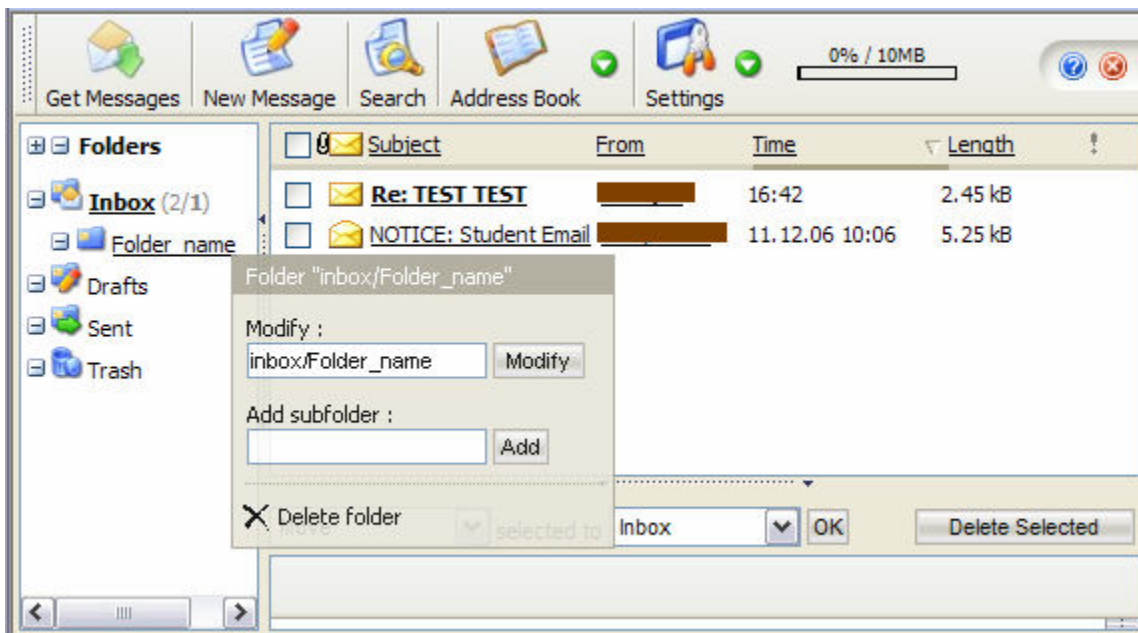 Get Messages New Message Search Address Book Settings 0% / 10MB
Folders
Subject From Time Length
Inbox (2/1)
Re: TEST TEST 16:42 2.45 kB
Folder_name
NOTICE: Student Email 11.12.06 10:06 5.25 kB
Folder "inbox/Folder_name"
Drafts
Sent
Trash
Modify :
inbox/Folder_name Modify
Add subfolder :
Add
Delete folder
selected to Inbox OK Delete Selected